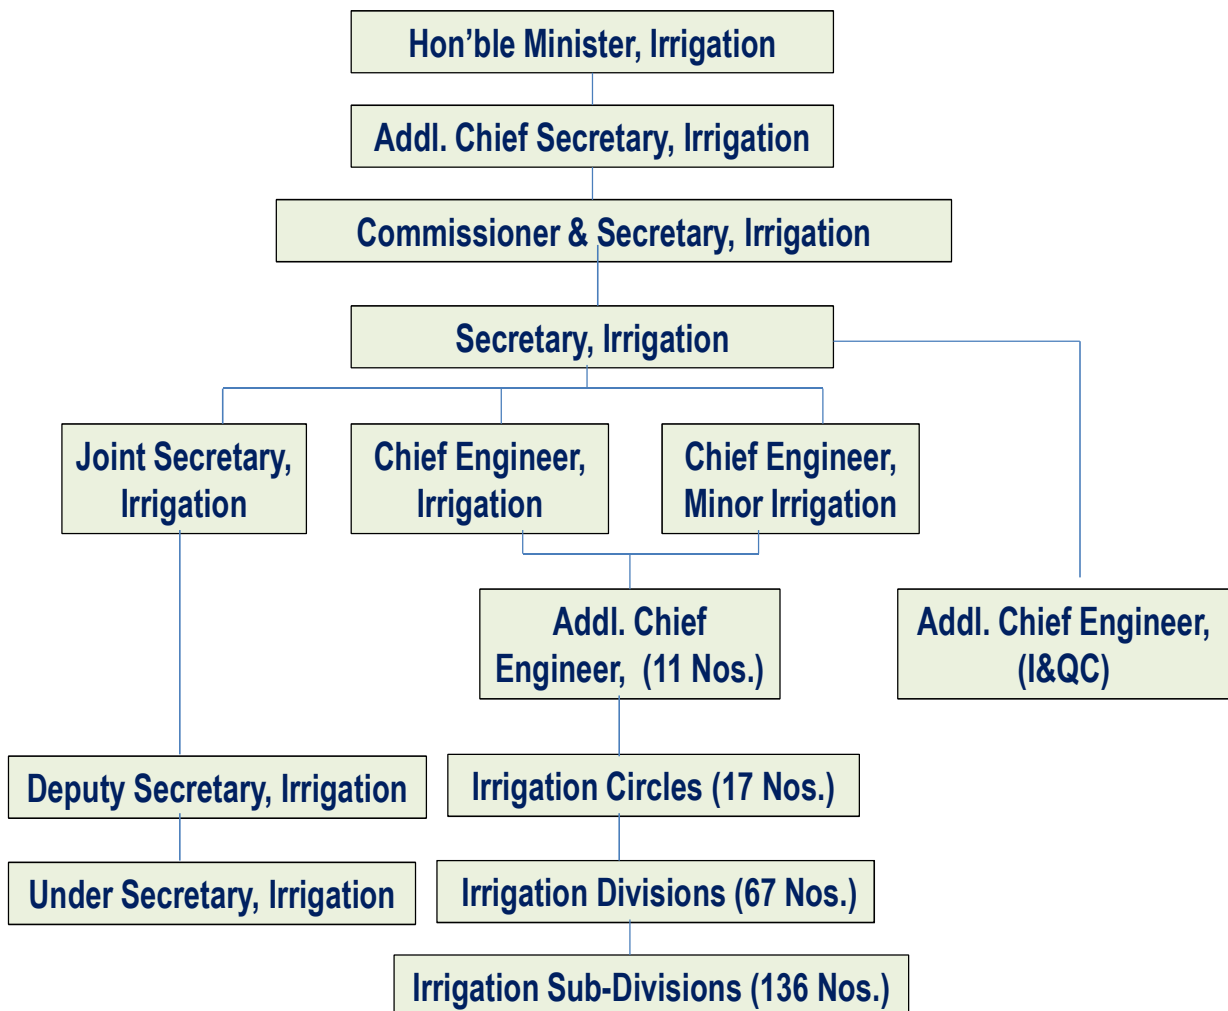 Hon’ble Minister, Irrigation
Addl. Chief Secretary, Irrigation
Commissioner & Secretary, Irrigation
Secretary, Irrigation
Joint Secretary,
Irrigation
Chief Engineer,
Irrigation
Chief Engineer,
Minor Irrigation
Addl. Chief
Engineer, (11 Nos.)
Addl. Chief Engineer,
(I&QC)
Deputy Secretary, Irrigation
Irrigation Circles (17 Nos.)
Under Secretary, Irrigation
Irrigation Divisions (67 Nos.)
Irrigation Sub-Divisions (136 Nos.)